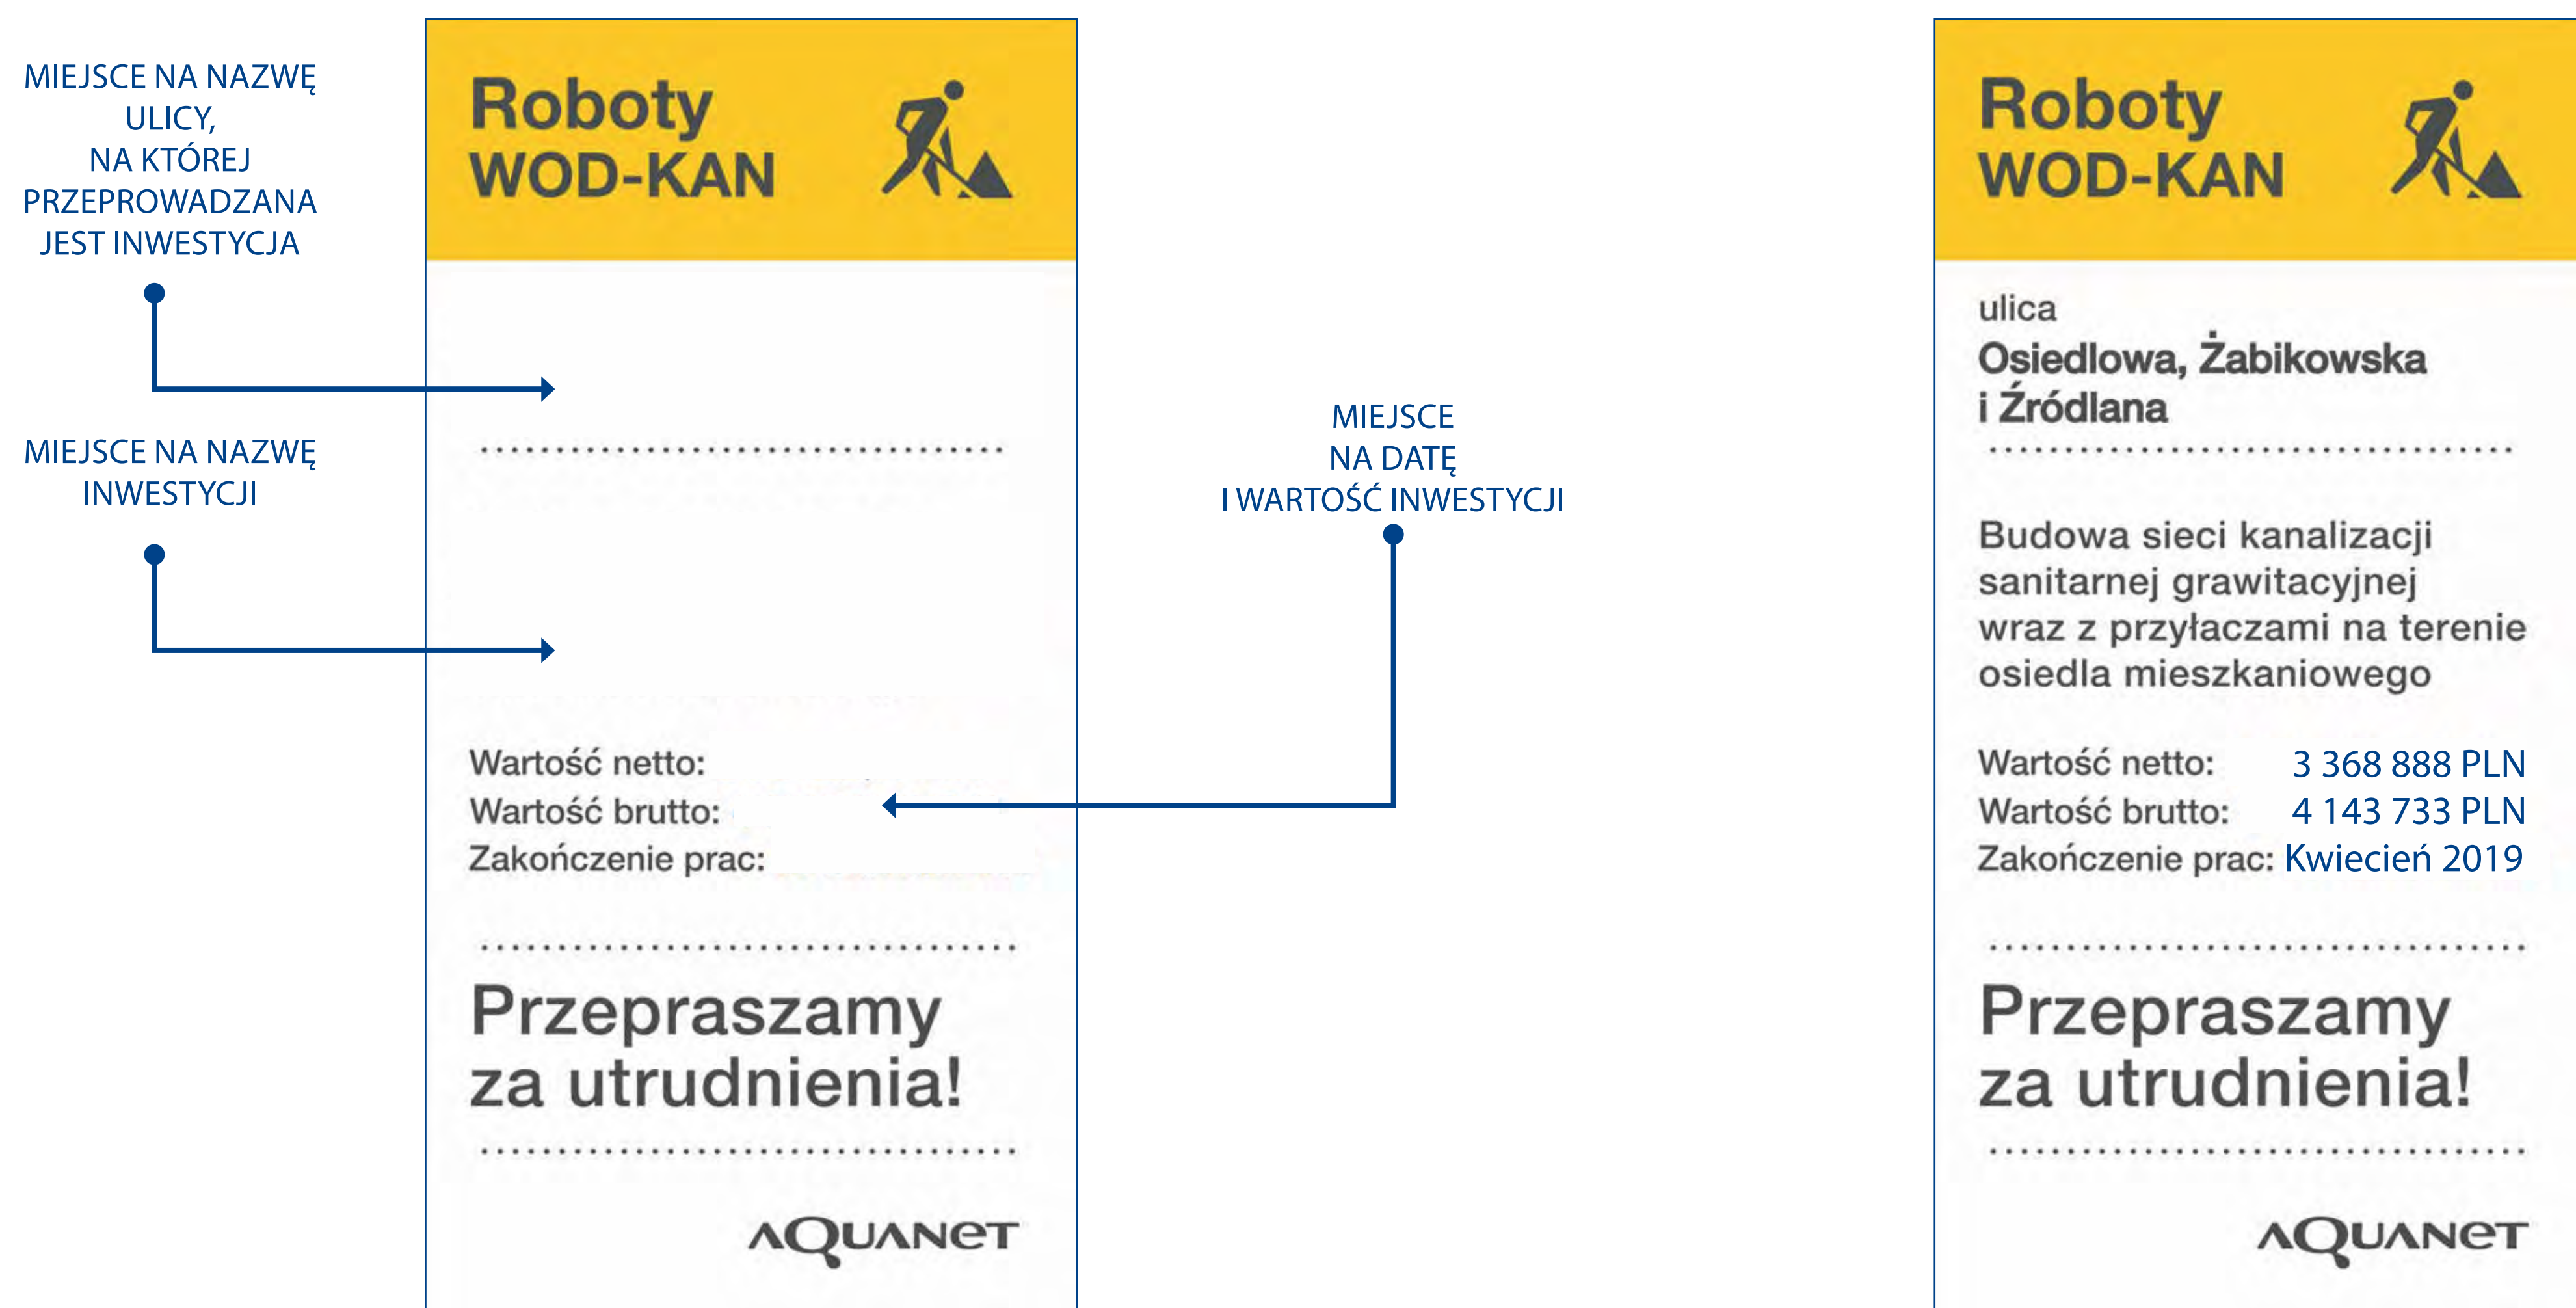 MIEJSCE NA NAZWĘ
ULICY,
NA KTÓREJ
PRZEPROWADZANA
JEST INWESTYCJA
MIEJSCE NA NAZWĘ
INWESTYCJI
Roboty
WOD-KAN
Wartość netto:
Wartość brutto:
Zakończenie prac:
Przepraszamy
za utrudnienia!
AQUANET
MIEJSCE
NA DATĘ
I WARTOŚĆ INWESTYCJI
Roboty
WOD-KAN
ulica
Osiedlowa, Żabikowska
i Źródlana
Budowa sieci kanalizacji
sanitarnej grawitacyjnej
wraz z przyłaczami na terenie
osiedla mieszkaniowego
Wartość netto: 3 368 888 PLN
Wartość brutto: 4 143 733 PLN
Zakończenie prac: Kwiecień 2019
Przepraszamy
za utrudnienia!
AQUANET